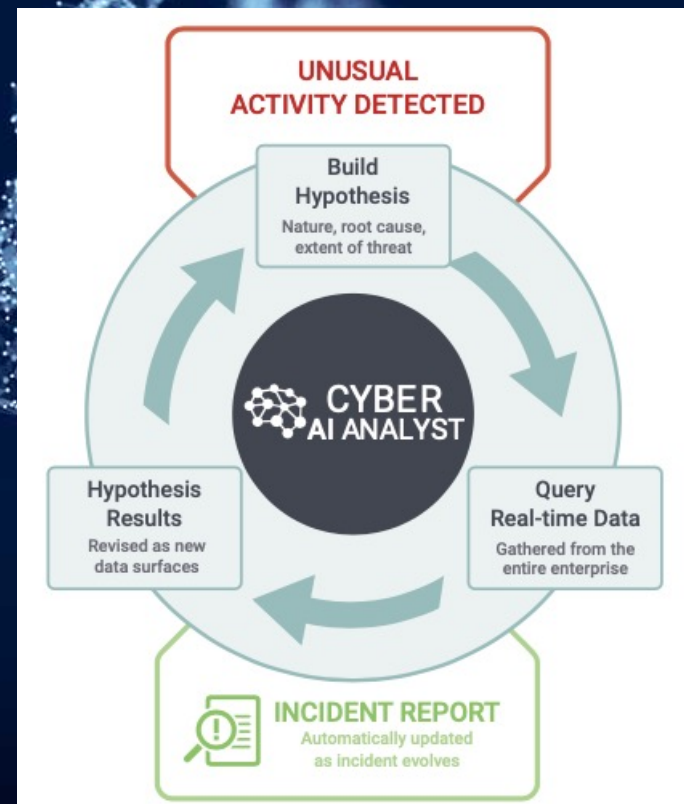 UNUSUAL
ACTIVITY DETECTED
Build
Hypothesis
Nature, root cause,
extent of threat
CYBER
AI ANALYST
Query
Real-time Data
Gathered from the
entire enterprise
Hypothesis
Results
Revised as new
data surfaces
INCIDENT REPORT
Automatically updated
as incident evolves